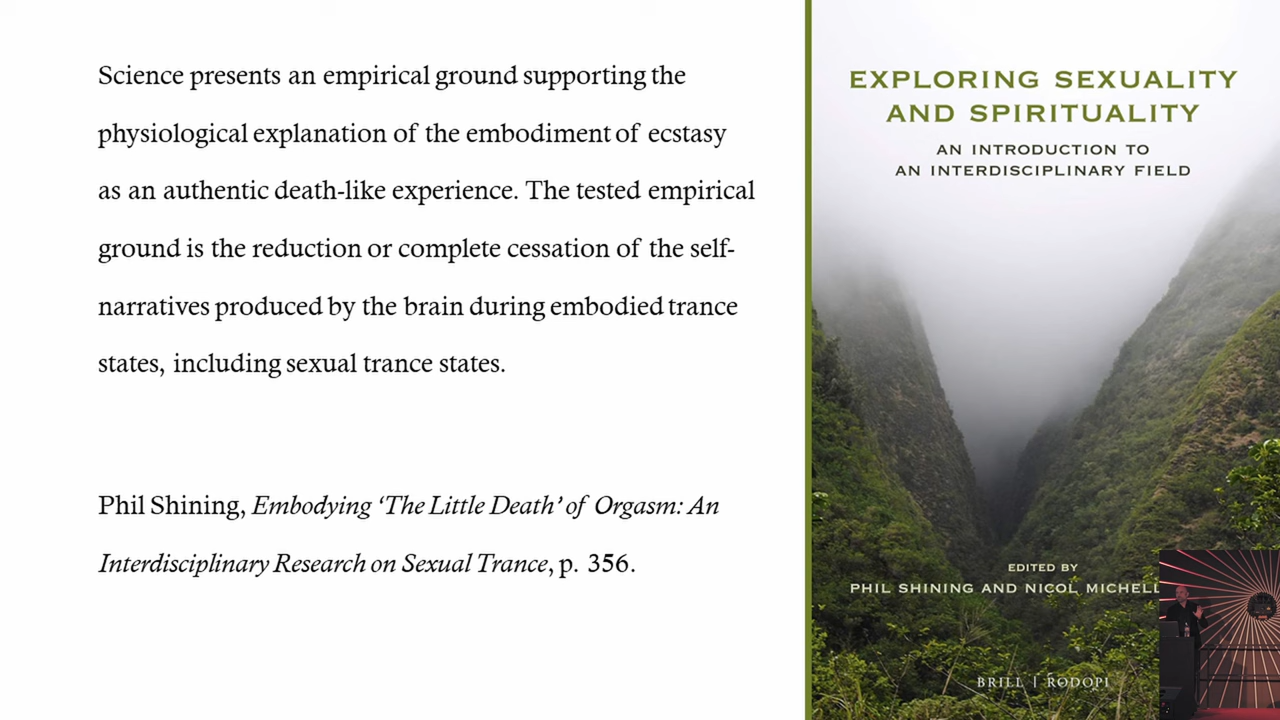 Science presents an empirical ground supporting the
physiological explanation of the embodiment of ecstasy
as an authentic death-like experience. The tested empirical
ground is the reduction or complete cessation of the self-
narratives produced by the brain during embodied trance
states, including sexual trance states.
Phil Shining, Embodying ‘The Little Death’ of Orgasm: An
Interdisciplinary Research on Sexual Trance, p. 356.
EXPLORING SEXUALITY
AND SPIRITUALITY
AN INTRODUCTION TO
AN INTERDISCIPLINARY FIELD
EDITED BY
PHIL SHINING AND NICOL MICHELL
BRILL | RODOPI